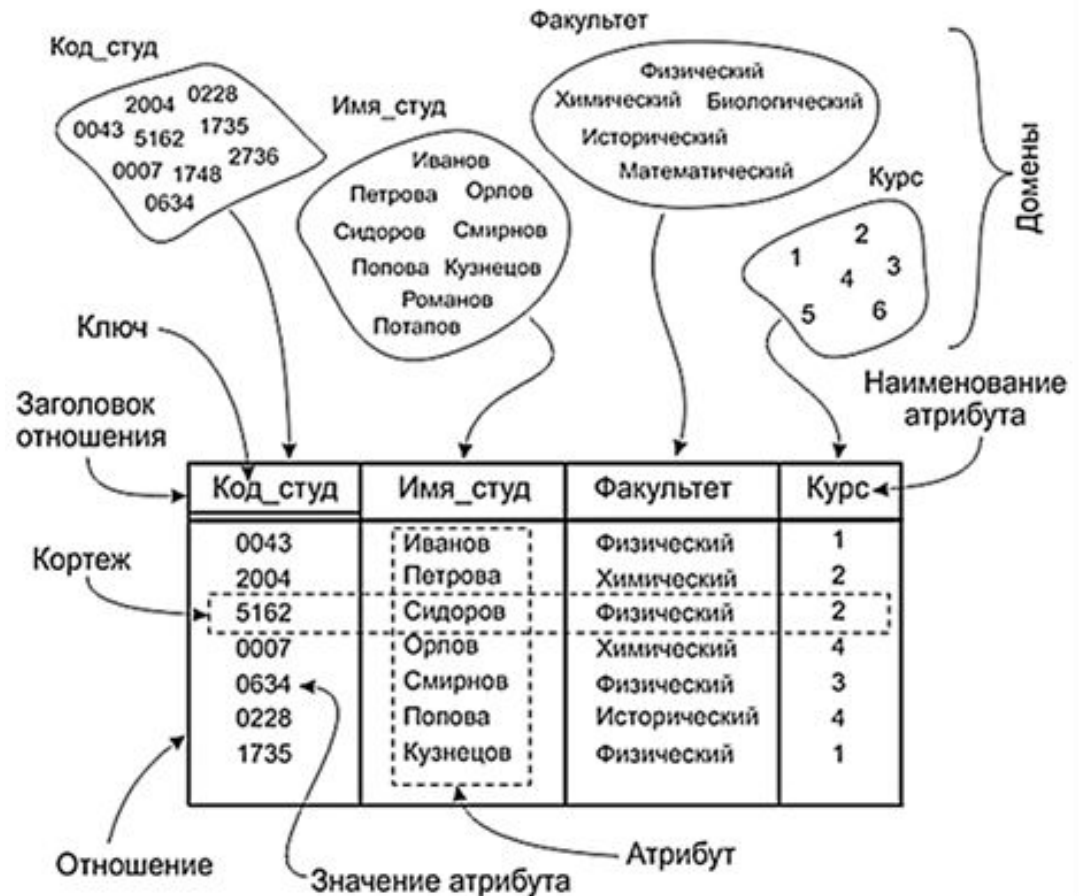 Факультет
Код_студ
Физический
Химический Биологический
Исторический
Математический
2004 0228
0043 5162 1735
0007 1748 2736
0634
Имя_студ
Иванов
Петрова Орлов
Сидоров Смирнов
Попова Кузнецов
Романов
Потапов
Курс
2
1 4 3
5 6
Домены
Ключ
Заголовок
отношения
Наименование
атрибута
Код_студ Имя_студ Факультет Курс
0043 Иванов Физический 1
2004 Петрова Химический 2
Кортеж
5162 Сидоров Физический 2
0007 Орлов Химический 4
0634 Смирнов Физический 3
0228 Попова Исторический 4
1735 Кузнецов Физический 1
Отношение
Значение атрибута
Атрибут